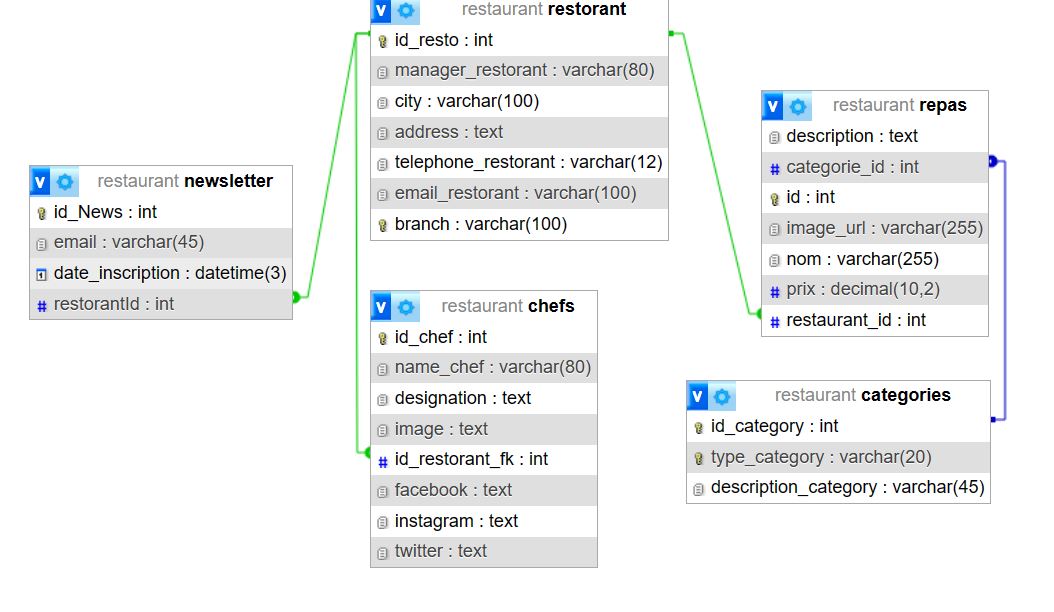 restaurant restorant
id_resto : int
manager_restorant : varchar(80)
city : varchar(100)
address : text
telephone_restorant : varchar(12)
email_restorant : varchar(100)
branch : varchar(100)
restaurant newsletter
id_News : int
email : varchar(45)
date_inscription : datetime(3)
restorantId : int
restaurant chefs
id_chef : int
name_chef : varchar(80)
designation : text
image : text
id_restorant_fk : int
facebook : text
instagram : text
twitter : text
restaurant repas
description : text
categorie_id : int
id : int
image_url : varchar(255)
nom : varchar(255)
prix : decimal(10,2)
restaurant_id : int
restaurant categories
id_category : int
type_category : varchar(20)
description_category : varchar(45)